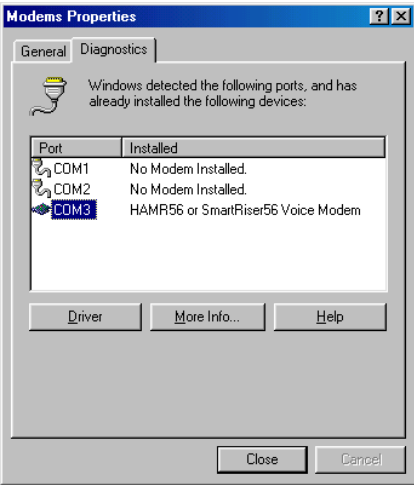 Modems Properties
General Diagnostics
Windows detected the following ports, and has
already installed the following devices:
Port Installed
COM1 No Modem Installed.
COM2 No Modem Installed.
COM3 HAMR56 or SmartRiser56 Voice Modem
Driver More Info... Help
Close Cancel